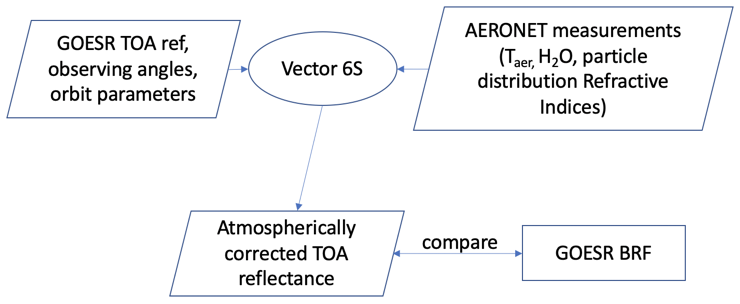 GOESR TOA ref,
observing angles,
orbit parameters
Vector 6S
AERONET measurements
(Taer, H2O, particle
distribution Refractive
Indices)
Atmospherically
corrected TOA
reflectance
compare
GOESR BRF